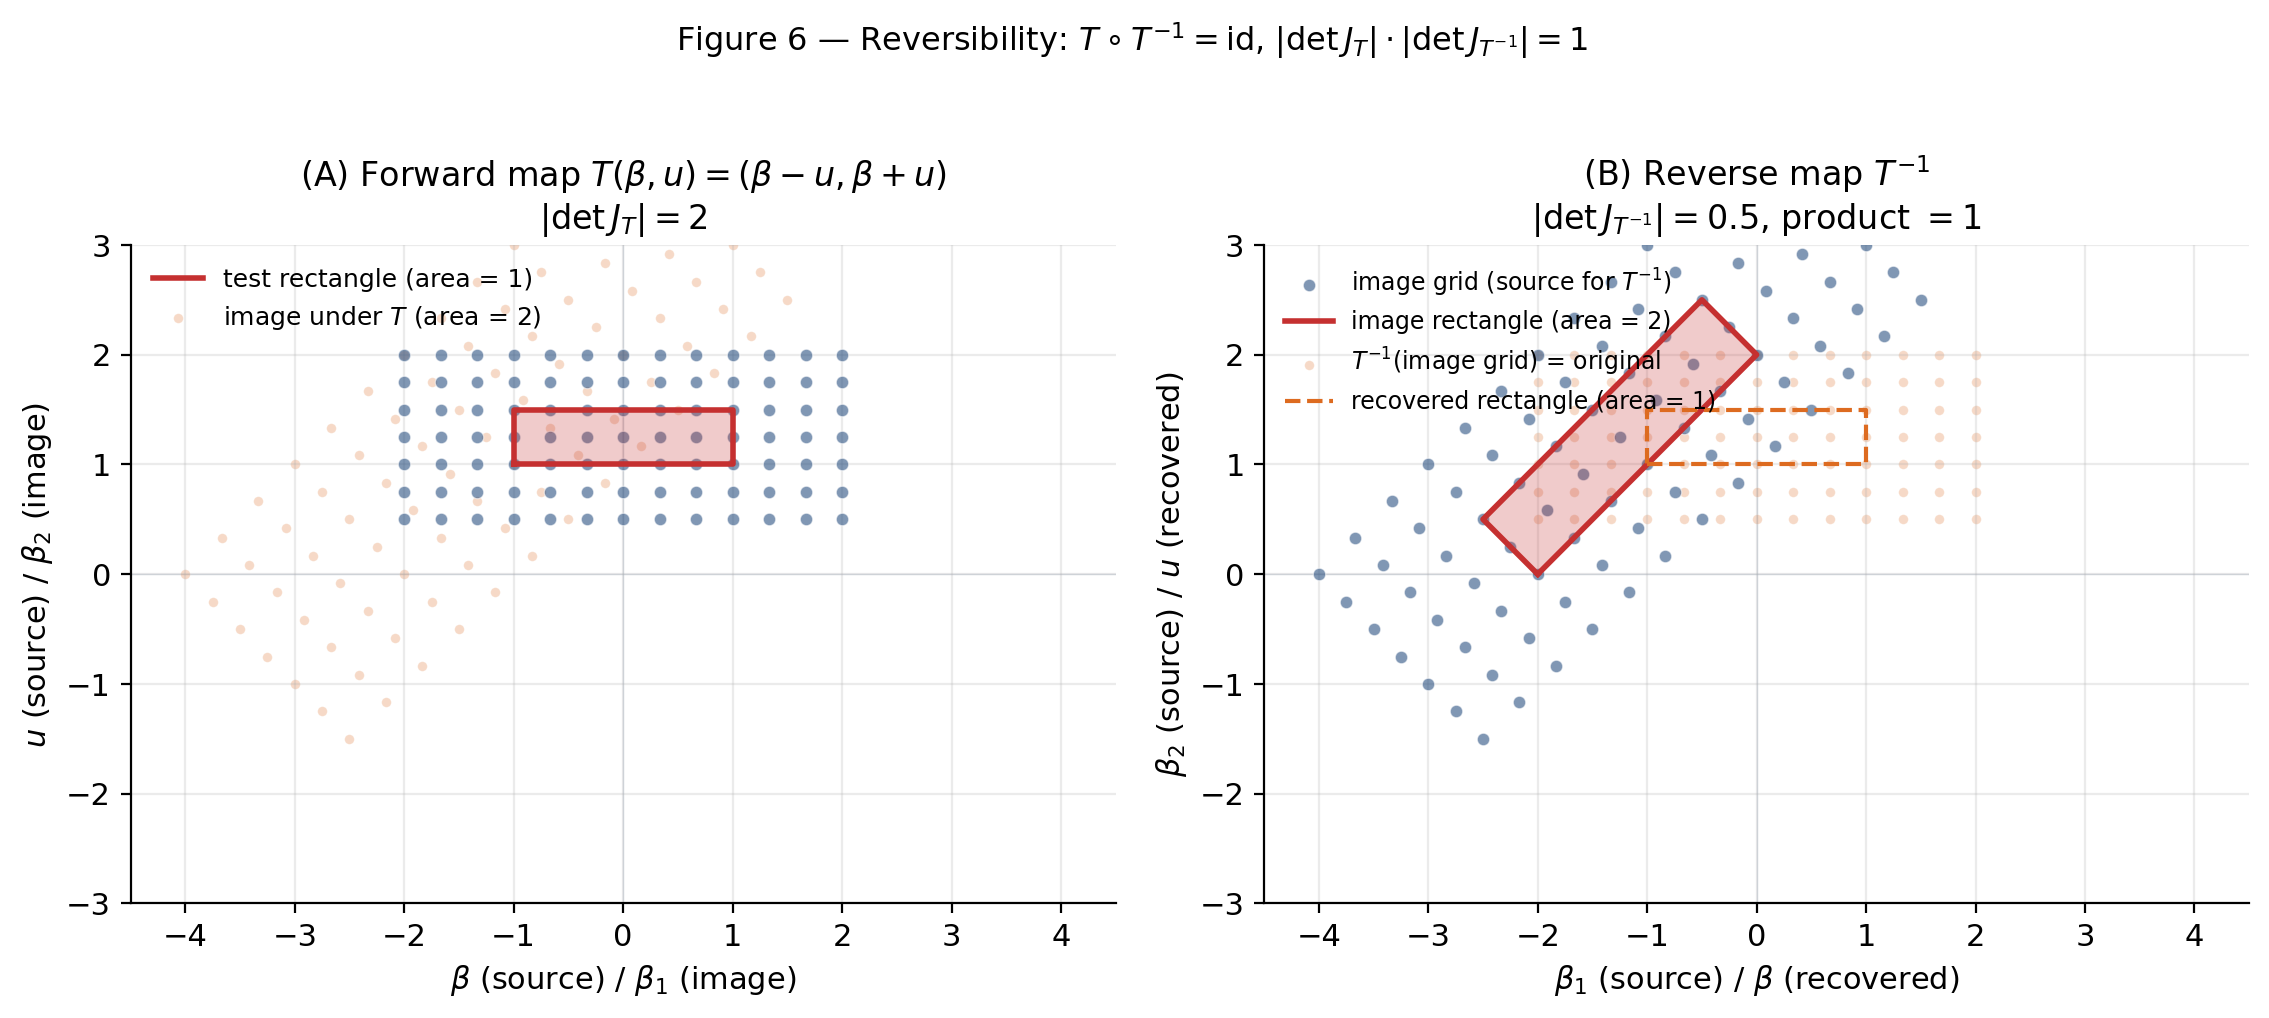 Figure 6 — Reversibility: T ∘ T⁻¹ = id, |det J_T| · |det J_{T⁻¹}| = 1
(A) Forward map T(β, u) = (β − u, β + u)
|det J_T| = 2
3
2
1
0
−1
−2
−3
u (source) / β₂ (image)
test rectangle (area = 1)
image under T (area = 2)
−4 −3 −2 −1 0 1 2 3 4
β (source) / β₁ (image)
(B) Reverse map T⁻¹
|det J_{T⁻¹}| = 0.5, product = 1
3
2
1
0
−1
−2
−3
β₂ (source) / u (recovered)
image grid (source for T⁻¹)
image rectangle (area = 2)
T⁻¹(image grid) = original
recovered rectangle (area = 1)
−4 −3 −2 −1 0 1 2 3 4
β₁ (source) / β (recovered)